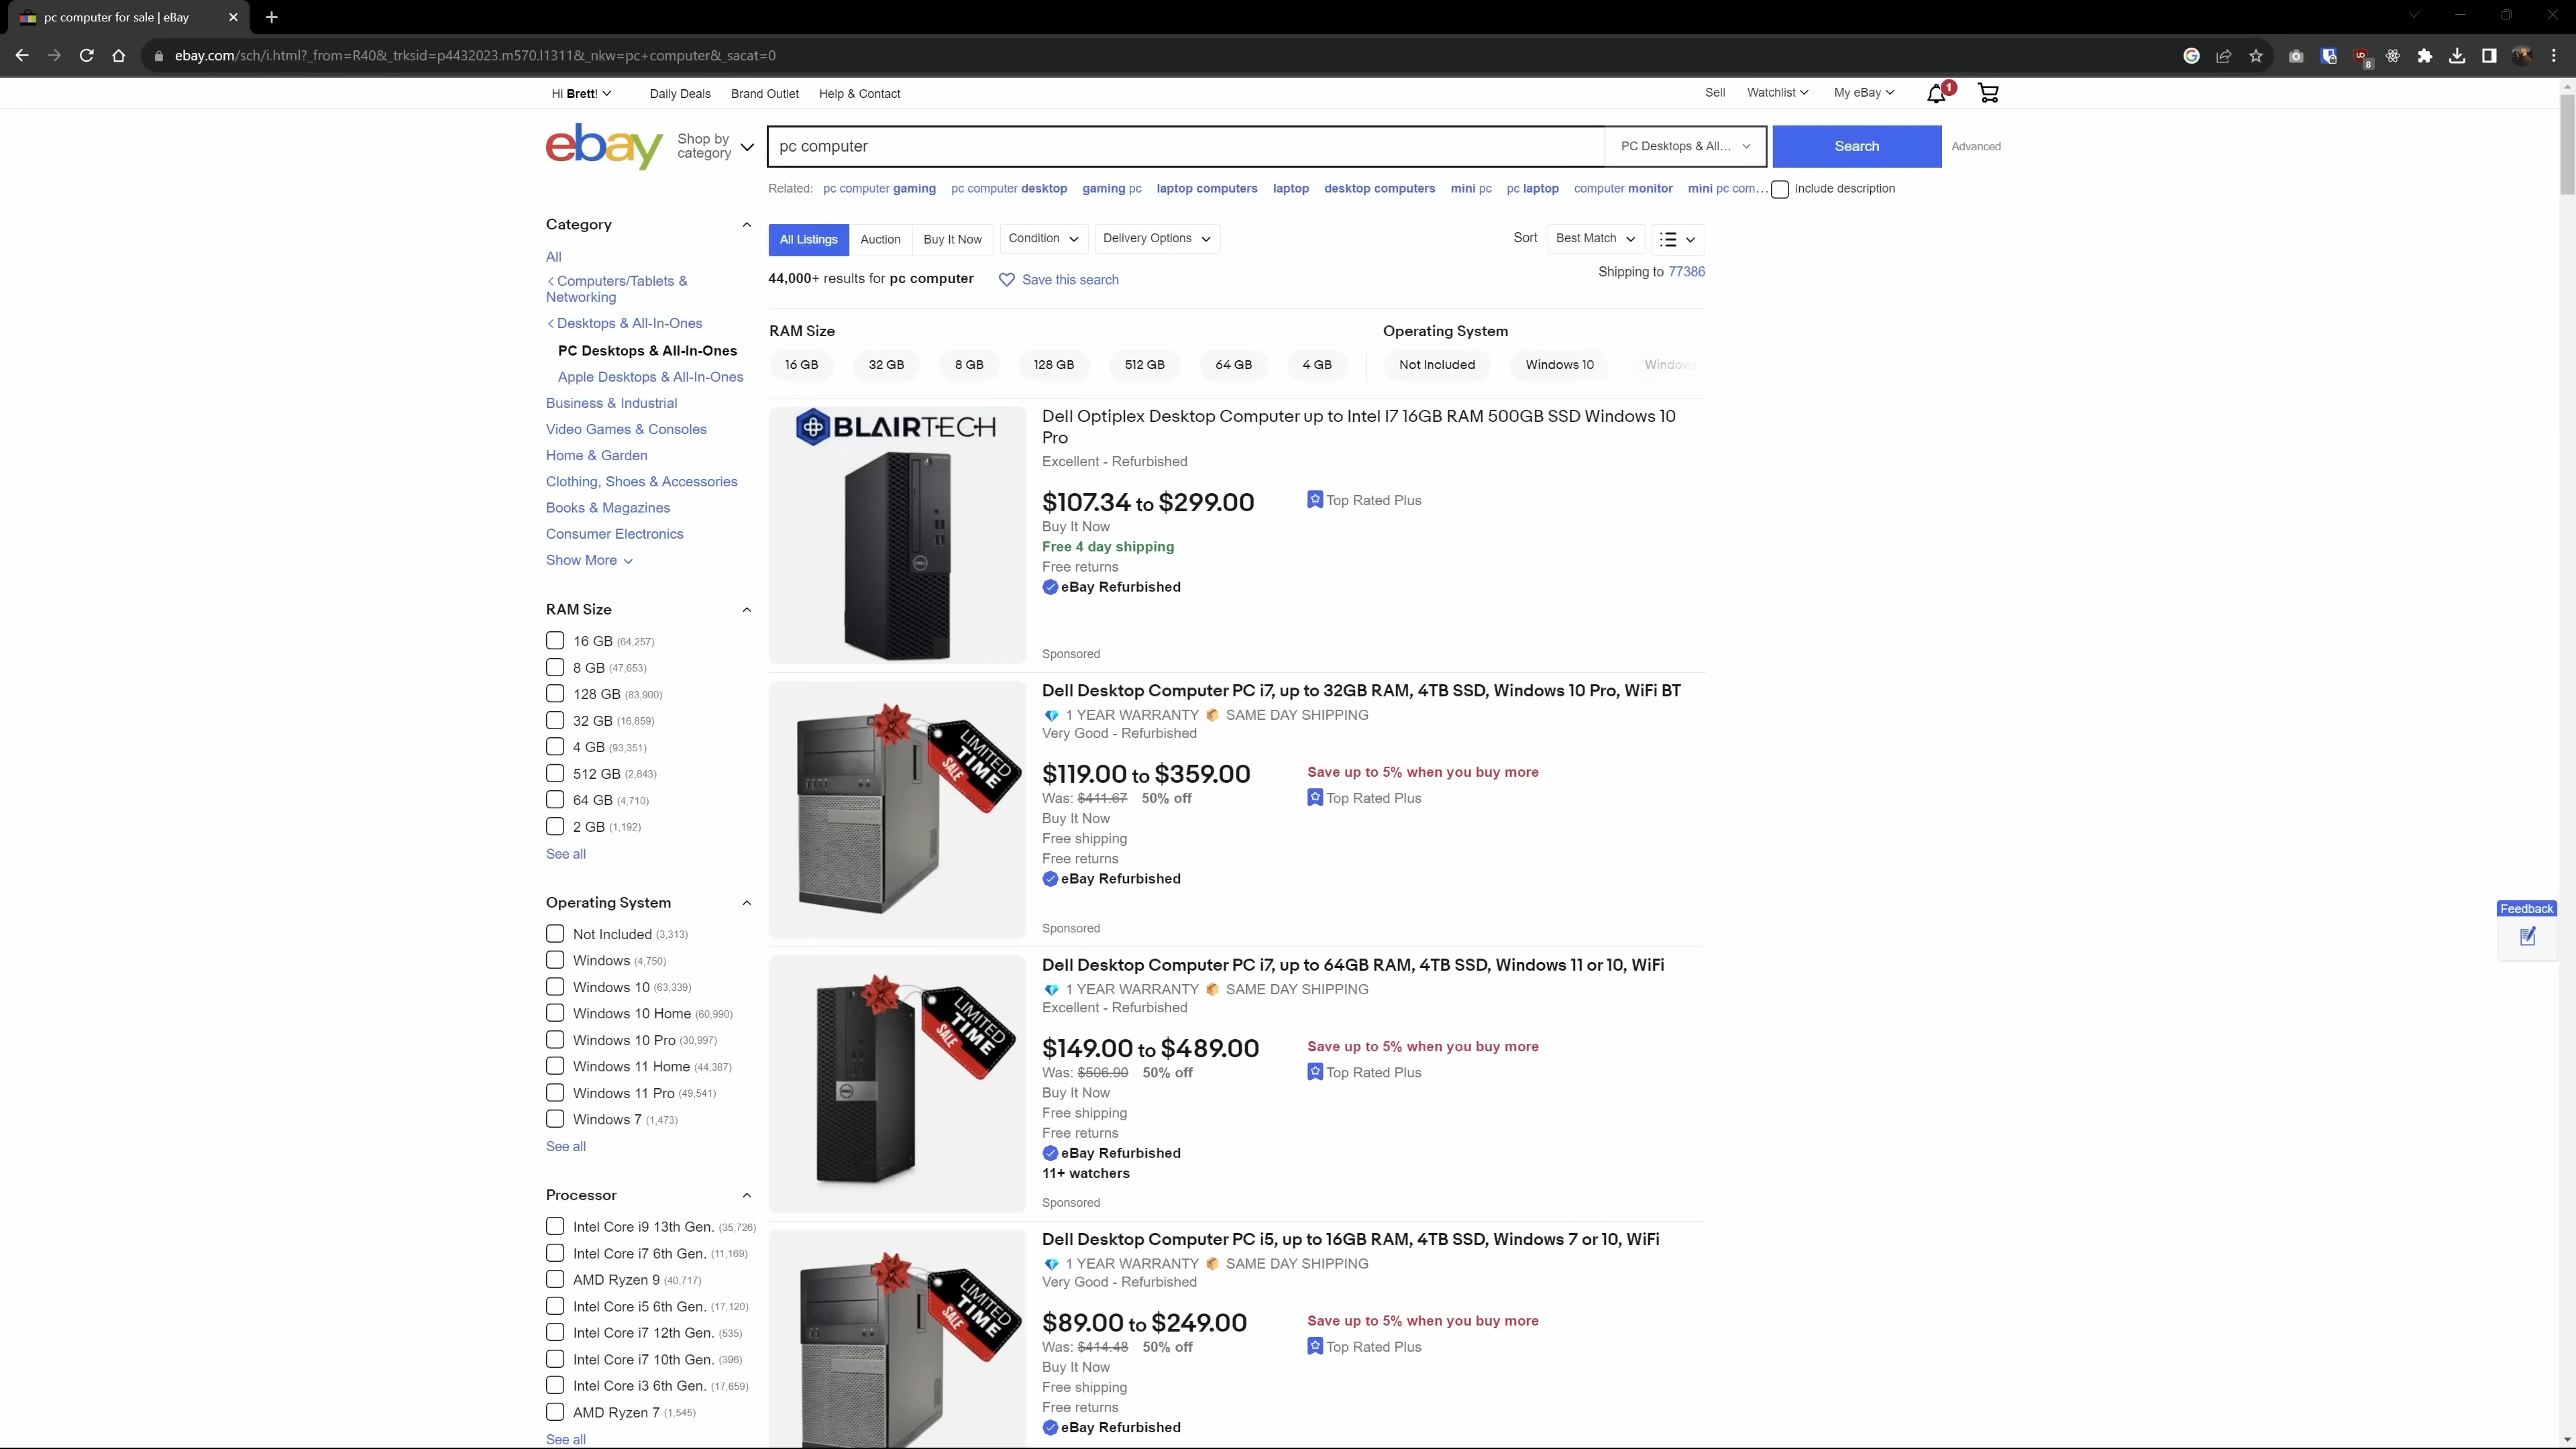 pc computer for sale | eBay
ebay.com/sch/i.html?_from=R40&_trksid=p4432023.m570.l1311&_nkw=pc+computer&_sacat=0
8
Hi Brett!
Daily Deals
Brand Outlet
Help & Contact
Sell
Watchlist
My eBay
1
ebay
Shop by
category
pc computer
PC Desktops & All...
Search
Advanced
Related: pc computer gaming pc computer desktop gaming pc laptop computers laptop desktop computers mini pc pc laptop computer monitor mini pc com...
Include description
Category
All
< Computers/Tablets &
Networking
< Desktops & All-In-Ones
PC Desktops & All-In-Ones
Apple Desktops & All-In-Ones
Business & Industrial
Video Games & Consoles
Home & Garden
Clothing, Shoes & Accessories
Books & Magazines
Consumer Electronics
Show More
RAM Size
16 GB (64,257)
8 GB (47,653)
128 GB (83,900)
32 GB (16,859)
4 GB (93,351)
512 GB (2,843)
64 GB (4,710)
2 GB (1,192)
See all
Operating System
Not Included (3,313)
Windows (4,750)
Windows 10 (63,339)
Windows 10 Home (60,990)
Windows 10 Pro (30,997)
Windows 11 Home (44,387)
Windows 11 Pro (49,541)
Windows 7 (1,473)
See all
Processor
Intel Core i9 13th Gen. (35,726)
Intel Core i7 6th Gen. (11,169)
AMD Ryzen 9 (40,717)
Intel Core i5 6th Gen. (17,120)
Intel Core i7 12th Gen. (535)
Intel Core i7 10th Gen. (396)
Intel Core i3 6th Gen. (17,659)
AMD Ryzen 7 (1,545)
See all
All Listings
Auction
Buy It Now
Condition
Delivery Options
Sort
Best Match
44,000+ results for pc computer
Save this search
Shipping to 77386
RAM Size
16 GB
32 GB
8 GB
128 GB
512 GB
64 GB
4 GB
Operating System
Not Included
Windows 10
Windows
BLAIRTECH
DELL
Dell Optiplex Desktop Computer up to Intel I7 16GB RAM 500GB SSD Windows 10
Pro
Excellent - Refurbished
$107.34 to $299.00
Top Rated Plus
Buy It Now
Free 4 day shipping
Free returns
eBay Refurbished
Sponsored
LIMITED
TIME
SALE
Dell Desktop Computer PC i7, up to 32GB RAM, 4TB SSD, Windows 10 Pro, WiFi BT
1 YEAR WARRANTY SAME DAY SHIPPING
Very Good - Refurbished
$119.00 to $359.00
Save up to 5% when you buy more
Was: $411.67 50% off
Top Rated Plus
Buy It Now
Free shipping
Free returns
eBay Refurbished
Sponsored
LIMITED
TIME
SALE
DELL
Dell Desktop Computer PC i7, up to 64GB RAM, 4TB SSD, Windows 11 or 10, WiFi
1 YEAR WARRANTY SAME DAY SHIPPING
Excellent - Refurbished
$149.00 to $489.00
Save up to 5% when you buy more
Was: $506.90 50% off
Top Rated Plus
Buy It Now
Free shipping
Free returns
eBay Refurbished
11+ watchers
Sponsored
LIMITED
TIME
SALE
Dell Desktop Computer PC i5, up to 16GB RAM, 4TB SSD, Windows 7 or 10, WiFi
1 YEAR WARRANTY SAME DAY SHIPPING
Very Good - Refurbished
$89.00 to $249.00
Save up to 5% when you buy more
Was: $414.48 50% off
Top Rated Plus
Buy It Now
Free shipping
Free returns
eBay Refurbished
Feedback